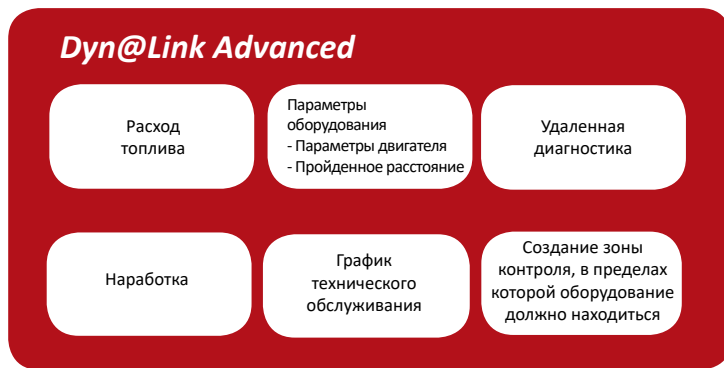 Dyn@Link Advanced
Расход
топлива
Параметры
оборудования
- Параметры двигателя
- Пройденное расстояние
Удаленная
диагностика
Наработка
График
технического
обслуживания
Создание зоны
контроля, в пределах
которой оборудование
должно находиться